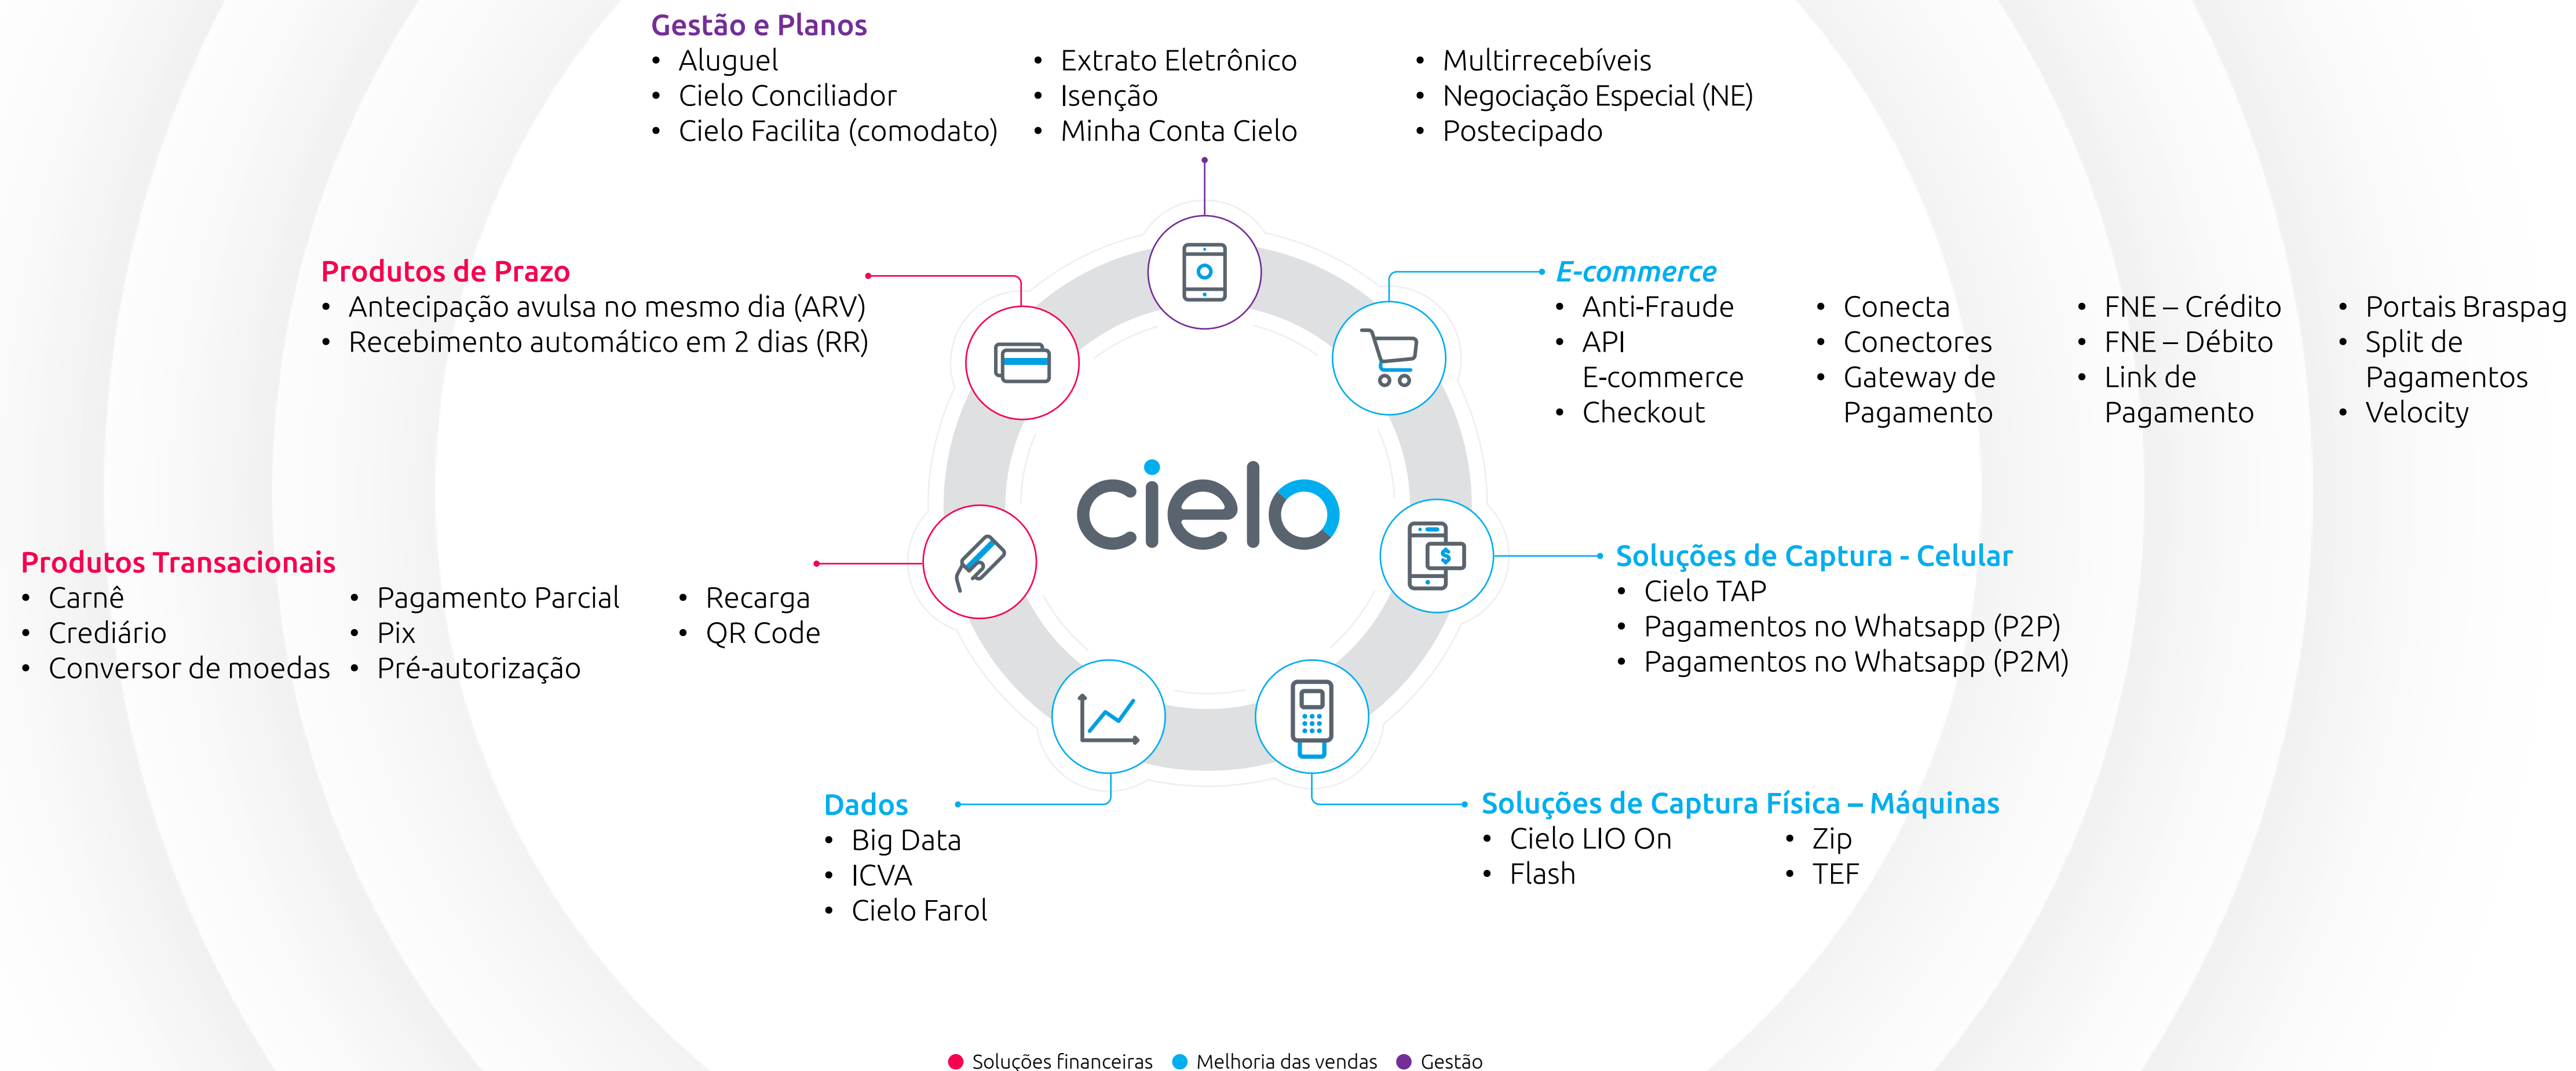 Gestão e Planos
• Aluguel
• Cielo Conciliador
• Cielo Facilita (comodato)
• Extrato Eletrônico
• Isenção
• Minha Conta Cielo
• Multirrecebíveis
• Negociação Especial (NE)
• Postecipado
Produtos de Prazo
• Antecipação avulsa no mesmo dia (ARV)
• Recebimento automático em 2 dias (RR)
E-commerce
• Anti-Fraude
• API
E-commerce
• Checkout
• Conecta
• Conectores
• Gateway de
Pagamento
• FNE – Crédito
• FNE – Débito
• Link de
Pagamento
• Portais Braspag
• Split de
Pagamentos
• Velocity
cielo
$
Produtos Transacionais
• Carnê
• Crediário
• Conversor de moedas
• Pagamento Parcial
• Pix
• Pré-autorização
• Recarga
• QR Code
Soluções de Captura - Celular
• Cielo TAP
• Pagamentos no Whatsapp (P2P)
• Pagamentos no Whatsapp (P2M)
Dados
• Big Data
• ICVA
• Cielo Farol
Soluções de Captura Física – Máquinas
• Cielo LIO On
• Flash
• Zip
• TEF
Soluções financeiras
Melhoria das vendas
Gestão